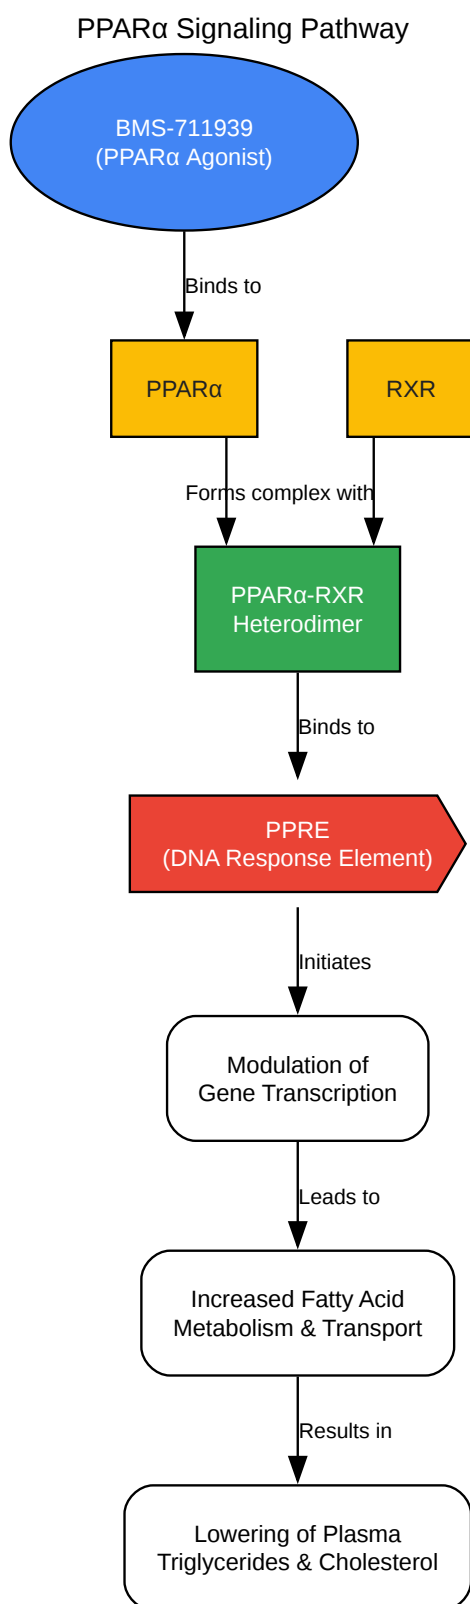 PPARα Signaling Pathway
BMS-711939
(PPARα Agonist)
Binds to
PPARα
RXR
Forms complex with
PPARα-RXR
Heterodimer
Binds to
PPRE
(DNA Response Element)
Initiates
Modulation of
Gene Transcription
Leads to
Increased Fatty Acid
Metabolism & Transport
Results in
Lowering of Plasma
Triglycerides & Cholesterol